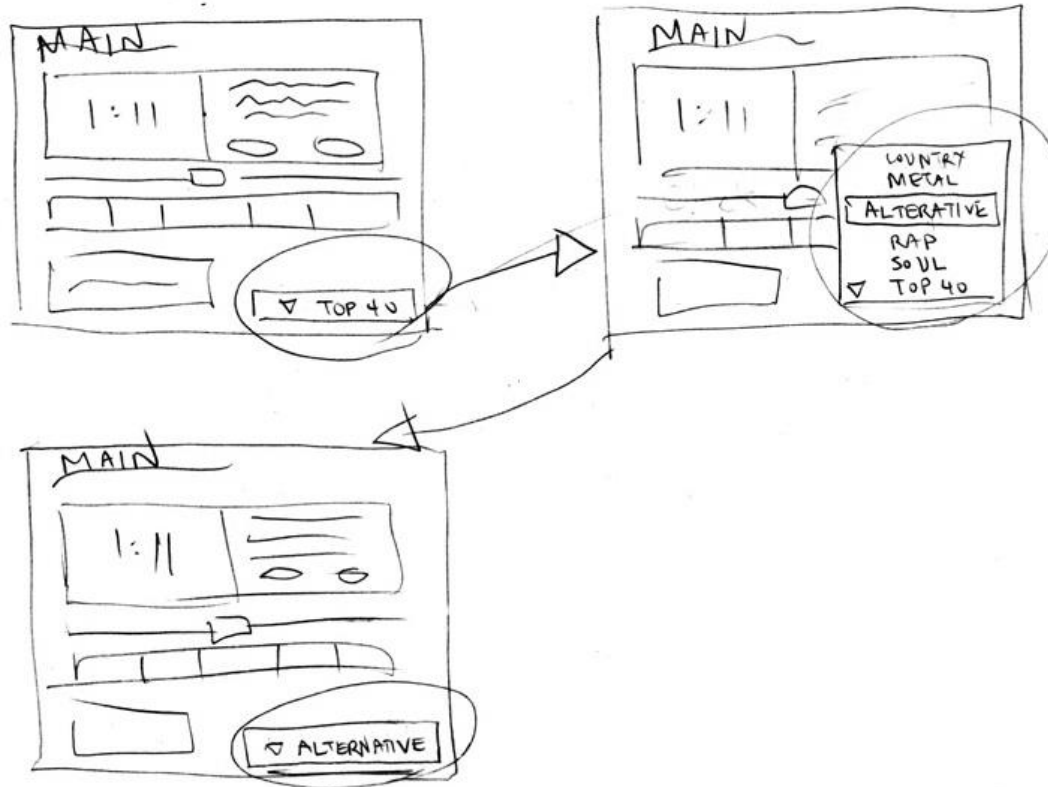 MAIN
1:11
▽ TOP 40
MAIN
1:11
COUNTRY
METAL
ALTERATIVE
RAP
SOUL
▽ TOP 40
MAIN
1:11
▽ ALTERNATIVE